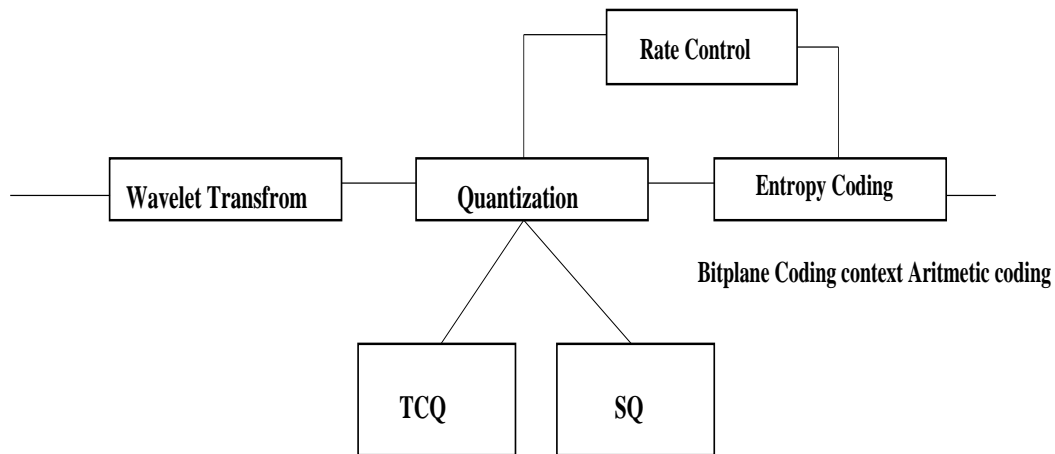 Rate Control
Wavelet Transfrom
Quantization
Entropy Coding
Bitplane Coding context Aritmetic coding
TCQ
SQ